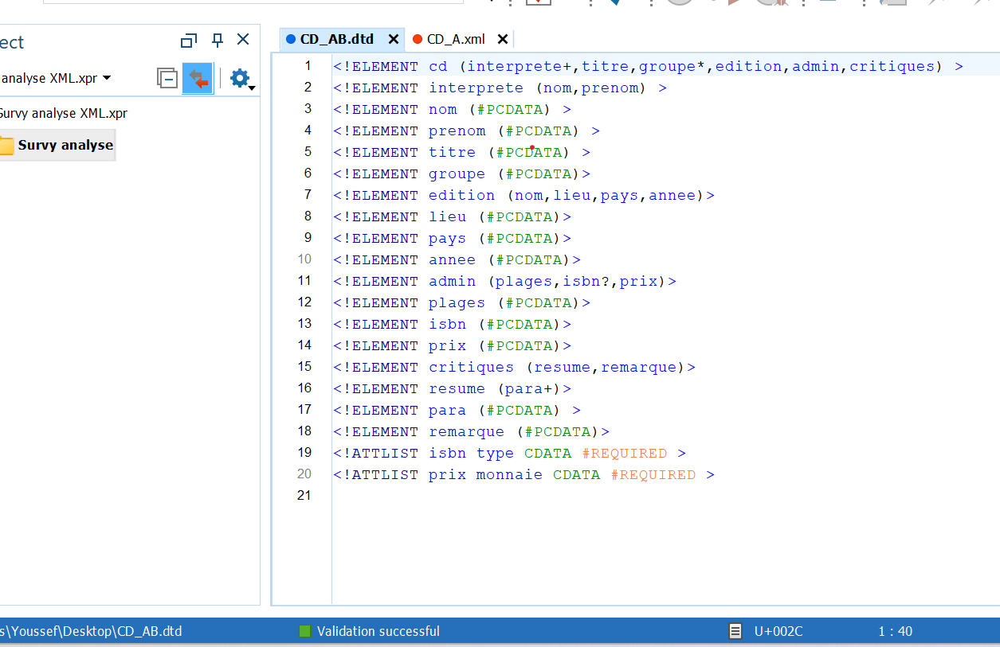 ect
analyse XML.xpr
Survy analyse XML.xpr
Survy analyse
CD_AB.dtd
CD_A.xml
1 <!ELEMENT cd (interprete+,titre,groupe*,edition,admin,critiques) >
2 <!ELEMENT interprete (nom,prenom) >
3 <!ELEMENT nom (#PCDATA) >
4 <!ELEMENT prenom (#PCDATA) >
5 <!ELEMENT titre (#PCDATA) >
6 <!ELEMENT groupe (#PCDATA)>
7 <!ELEMENT edition (nom,lieu,pays,annee)>
8 <!ELEMENT lieu (#PCDATA)>
9 <!ELEMENT pays (#PCDATA)>
10 <!ELEMENT annee (#PCDATA)>
11 <!ELEMENT admin (plages,isbn?,prix)>
12 <!ELEMENT plages (#PCDATA)>
13 <!ELEMENT isbn (#PCDATA)>
14 <!ELEMENT prix (#PCDATA)>
15 <!ELEMENT critiques (resume,remarque)>
16 <!ELEMENT resume (para+)>
17 <!ELEMENT para (#PCDATA) >
18 <!ELEMENT remarque (#PCDATA)>
19 <!ATTLIST isbn type CDATA #REQUIRED >
20 <!ATTLIST prix monnaie CDATA #REQUIRED >
21
s\Youssef\Desktop\CD_AB.dtd
Validation successful
U+002C
1 : 40